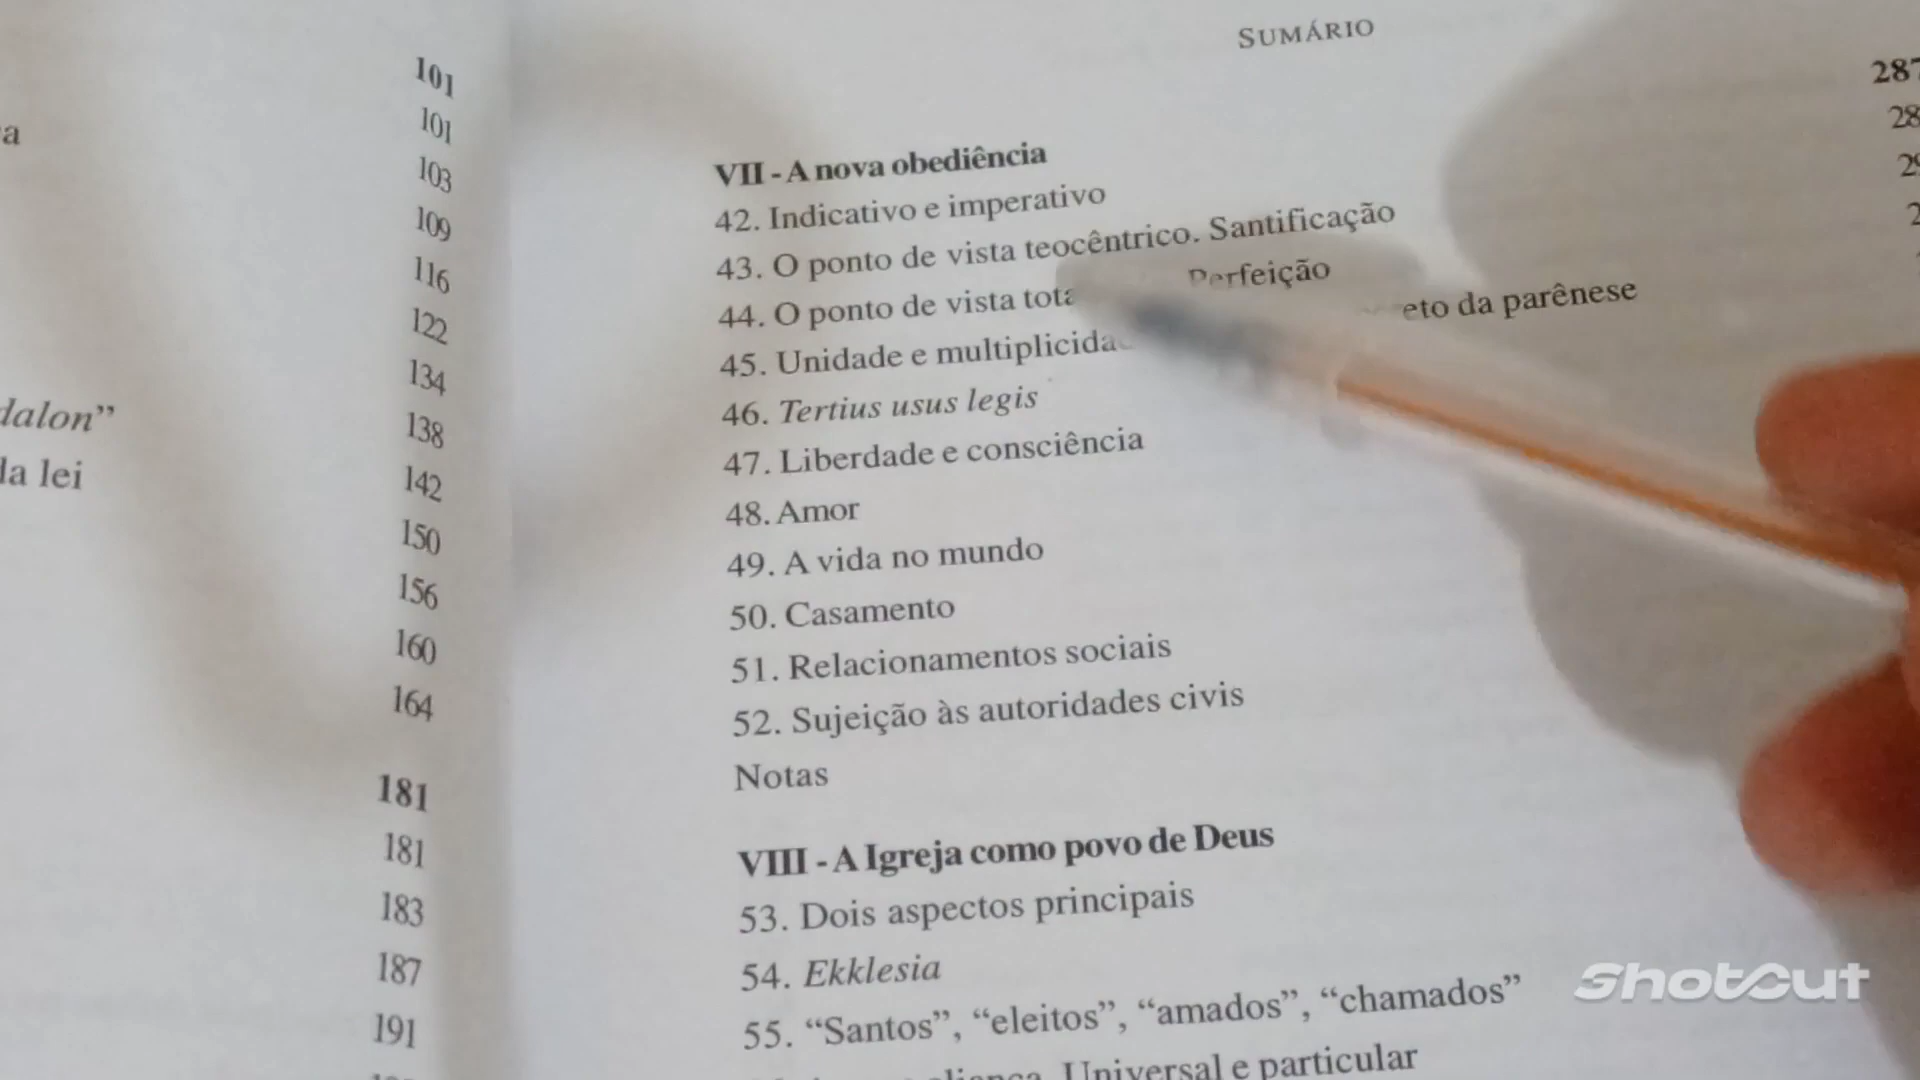 101
101
103
109
116
122
134
138
142
150
156
160
164
181
181
183
187
191
a
dalon”
la lei
SUMÁRIO
VII - A nova obediência 287
42. Indicativo e imperativo 28
43. O ponto de vista teocêntrico. Santificação 29
44. O ponto de vista Perfeição 2
45. Unidade e da parênese
46. Tertius usus legis
47. Liberdade e consciência
48. Amor
49. A vida no mundo
50. Casamento
51. Relacionamentos sociais
52. Sujeição às autoridades civis
Notas
VIII - A Igreja como povo de Deus
53. Dois aspectos principais
54. Ekklesia
55. “Santos”, “eleitos”, “amados”, “chamados”
Universal e particular
Shotcut